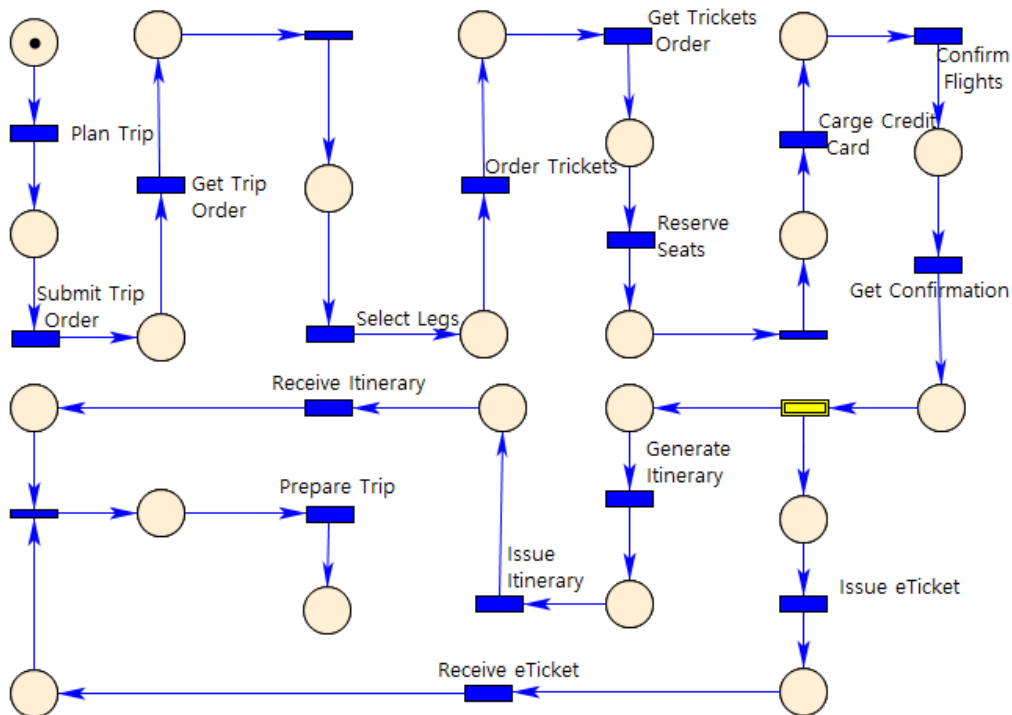 Get Trickets
Order
Confirm
Flights
Plan Trip
Carge Credit
Card
Get Trip
Order
Order Trickets
Reserve
Seats
Submit Trip
Order
Select Legs
Get Confirmation
Receive Itinerary
Generate
Itinerary
Prepare Trip
Issue
Itinerary
Issue eTicket
Receive eTicket